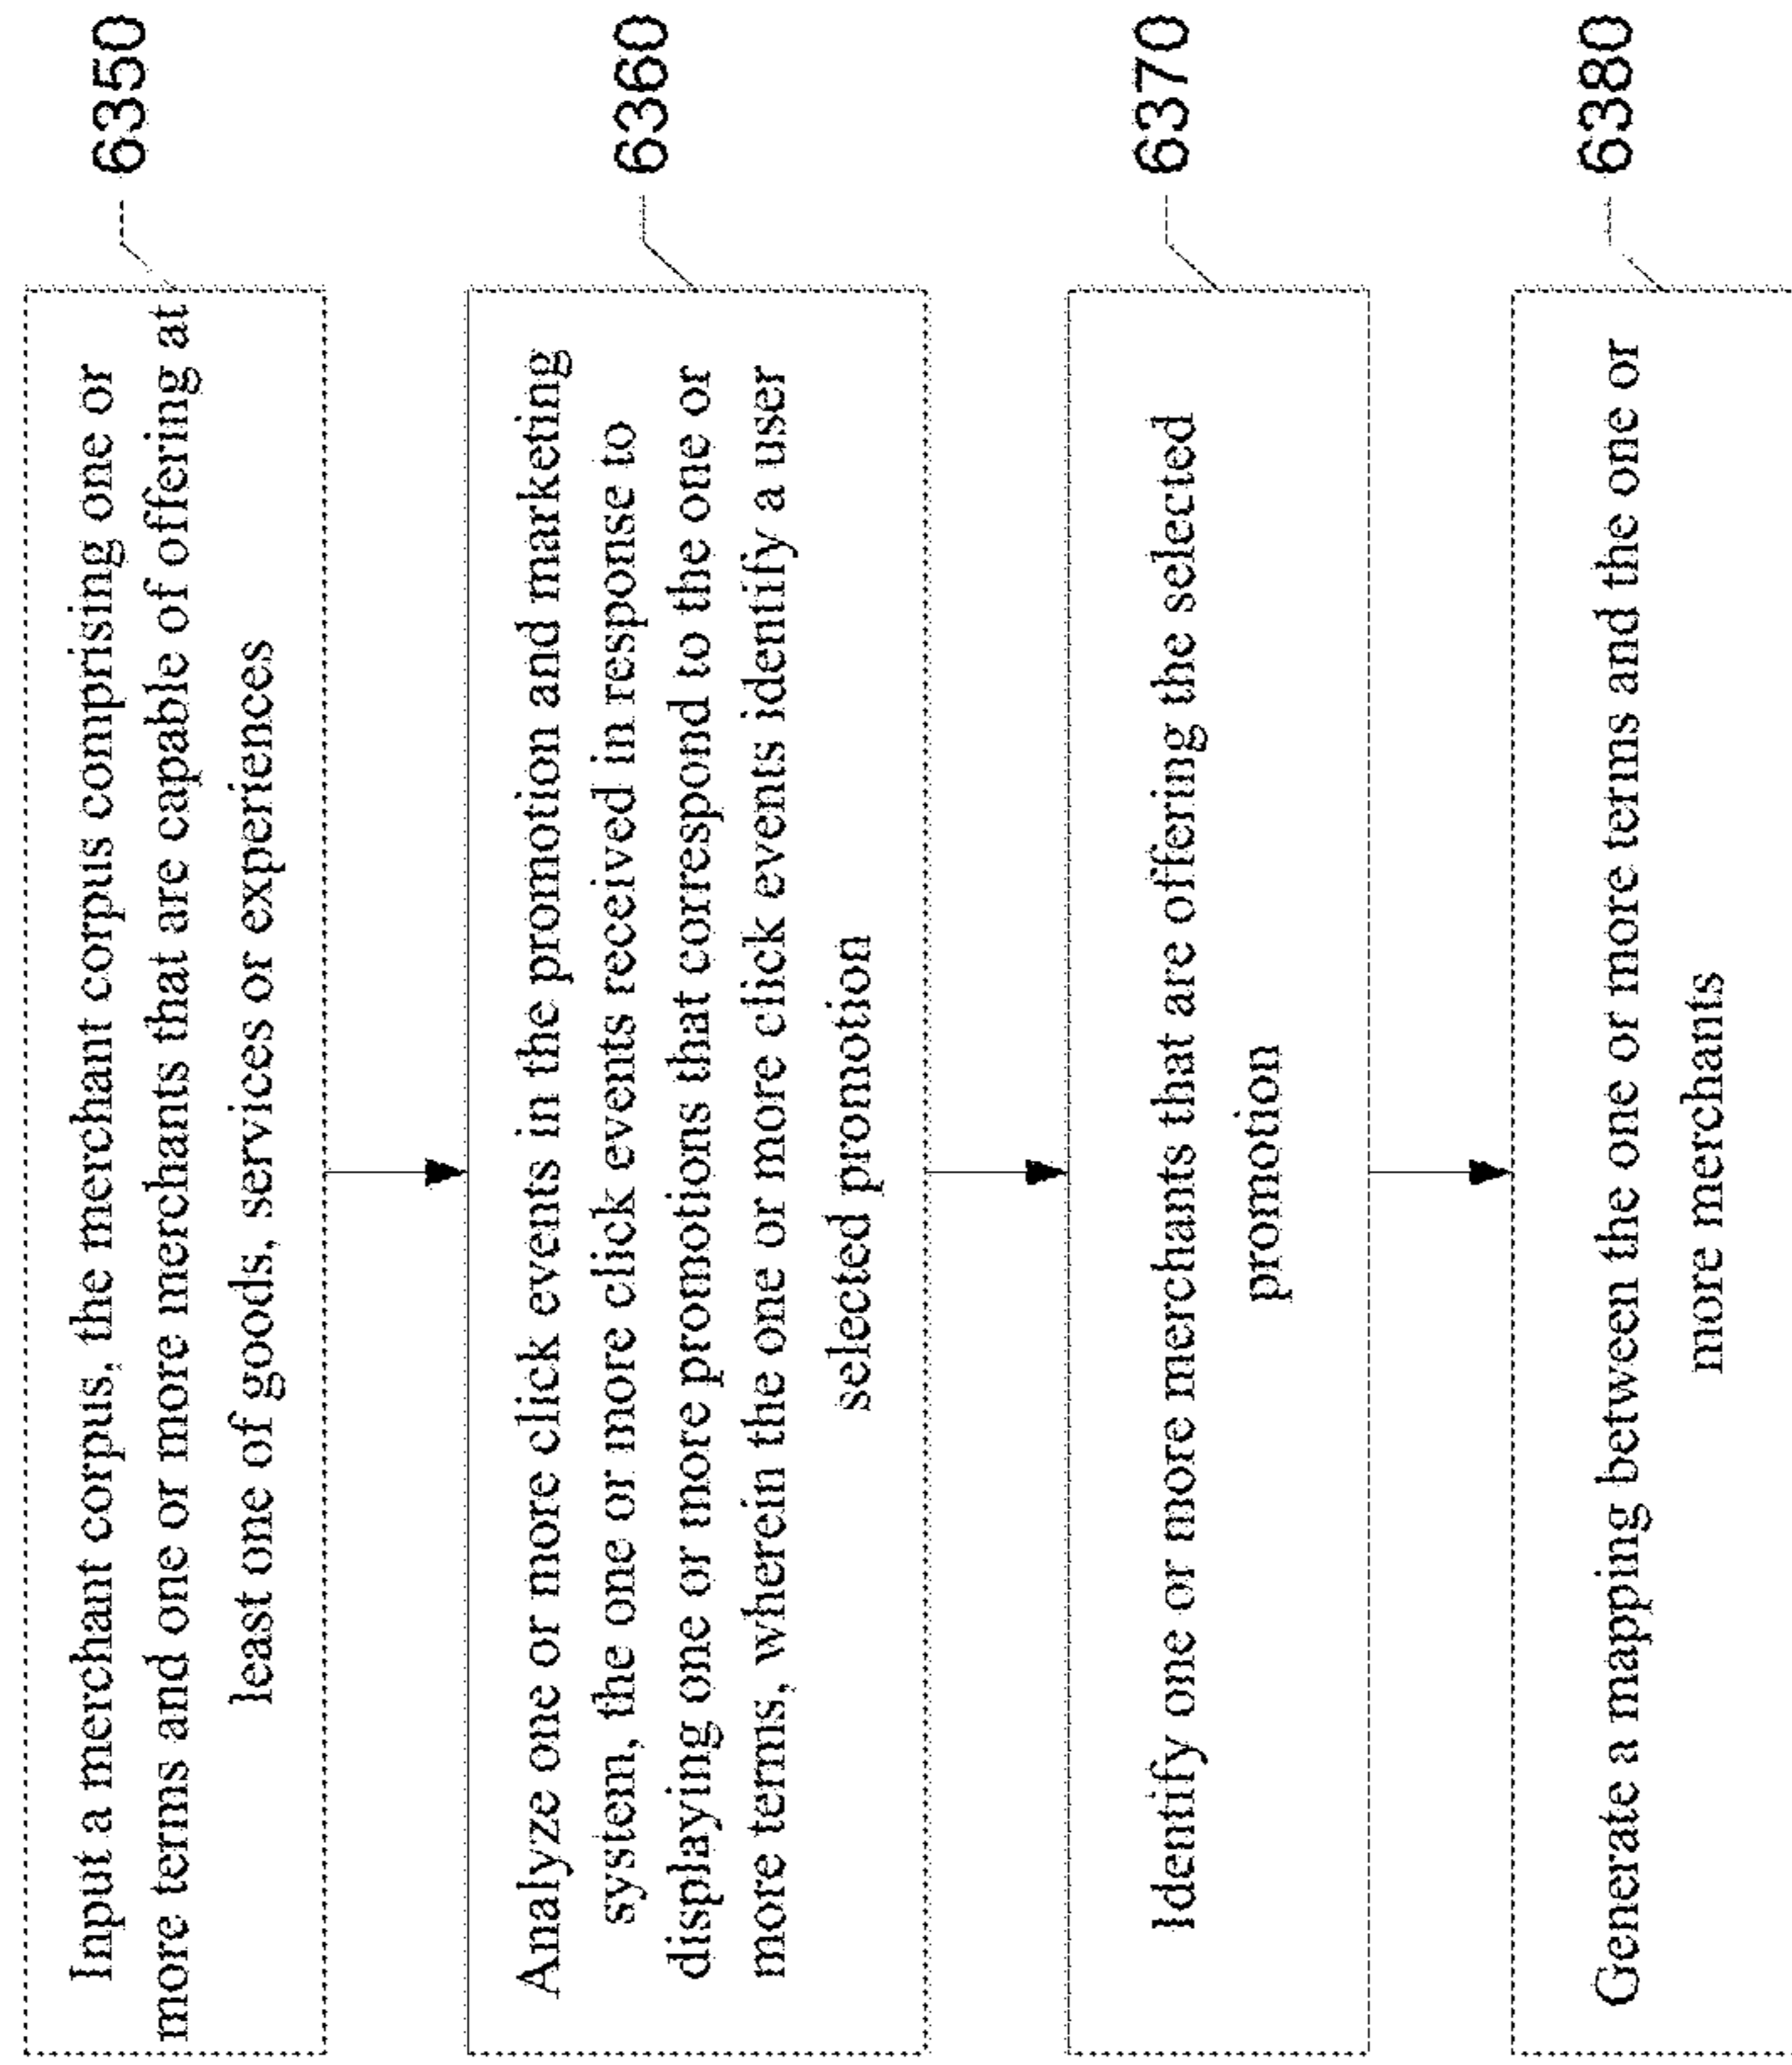 Input a merchant corpus, the merchant corpus comprising one or
more terms and one or more merchants that are capable of offering at
least one of goods, services or experiences
6350
Analyze one or more click events in the promotion and marketing
system, the one or more click events received in response to
displaying one or more promotions that correspond to the one or
more terms, wherein the one or more click events identify a user
selected promotion
6360
Identify one or more merchants that are offering the selected
promotion
6370
Generate a mapping between the one or more terms and the one or
more merchants
6380